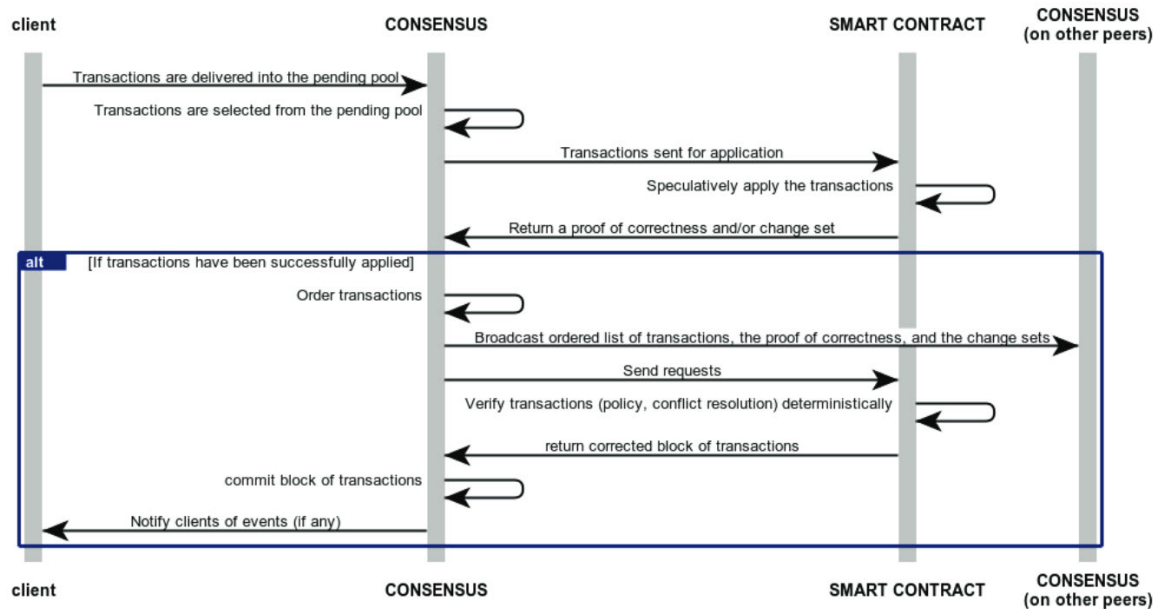 client
CONSENSUS
SMART CONTRACT
CONSENSUS
(on other peers)
Transactions are delivered into the pending pool
Transactions are selected from the pending pool
Transactions sent for application
Speculatively apply the transactions
Return a proof of correctness and/or change set
alt
[If transactions have been successfully applied]
Order transactions
Broadcast ordered list of transactions, the proof of correctness, and the change sets
Send requests
Verify transactions (policy, conflict resolution) deterministically
return corrected block of transactions
commit block of transactions
Notify clients of events (if any)
client
CONSENSUS
SMART CONTRACT
CONSENSUS
(on other peers)